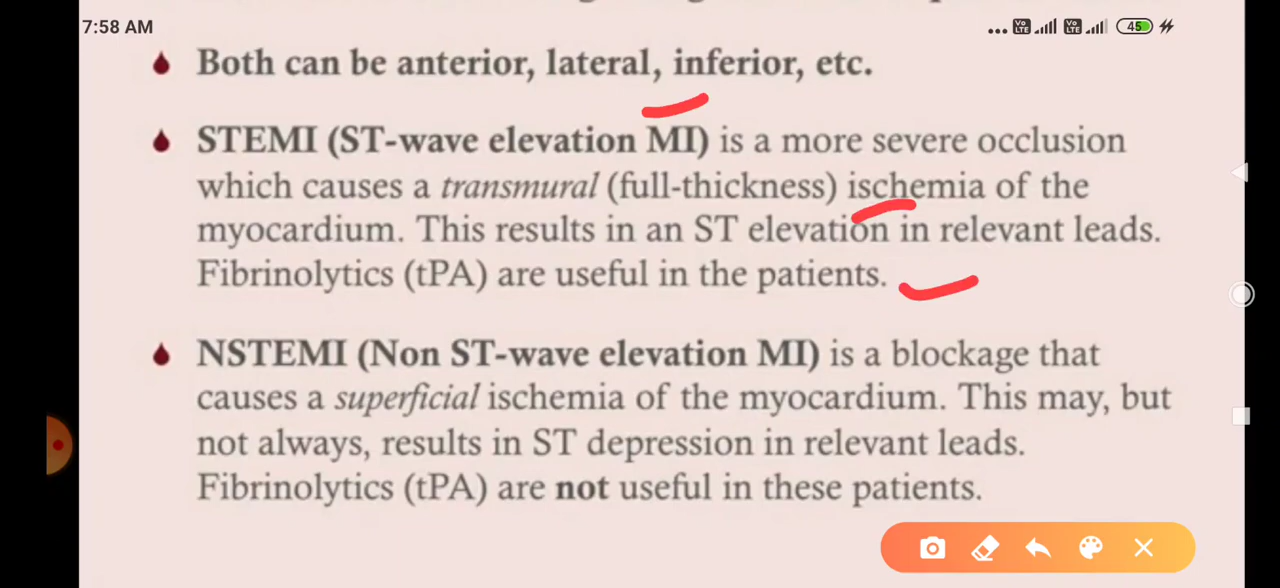 7:58 AM
Vo LTE Vo LTE 45
Both can be anterior, lateral, inferior, etc.
STEMI (ST-wave elevation MI) is a more severe occlusion
which causes a transmural (full-thickness) ischemia of the
myocardium. This results in an ST elevation in relevant leads.
Fibrinolytics (tPA) are useful in the patients.
NSTEMI (Non ST-wave elevation MI) is a blockage that
causes a superficial ischemia of the myocardium. This may, but
not always, results in ST depression in relevant leads.
Fibrinolytics (tPA) are not useful in these patients.